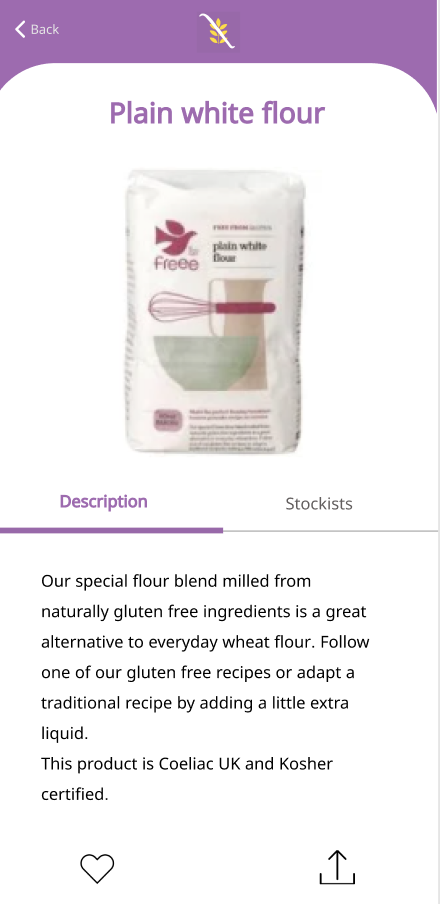 Back
Plain white flour
FREE FROM GLUTEN
plain white
flour
freee
Description
Stockists
Our special flour blend milled from
naturally gluten free ingredients is a great
alternative to everyday wheat flour. Follow
one of our gluten free recipes or adapt a
traditional recipe by adding a little extra
liquid.
This product is Coeliac UK and Kosher
certified.